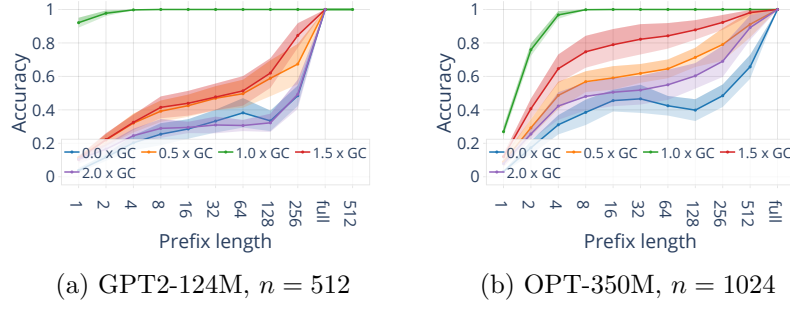 1
0.8
0.6
0.4
0.2
0
Accuracy
0.0 x GC 0.5 x GC 1.0 x GC 1.5 x GC
2.0 x GC
1 2 4 8 16 32 64 128 256 full 512
Prefix length
(a) GPT2-124M, n = 512
1
0.8
0.6
0.4
0.2
0
Accuracy
0.0 x GC 0.5 x GC 1.0 x GC 1.5 x GC
2.0 x GC
1 2 4 8 16 32 64 128 256 512 full
Prefix length
(b) OPT-350M, n = 1024